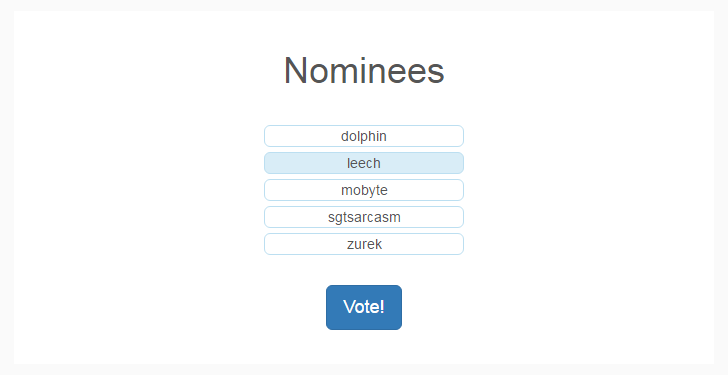 Nominees
dolphin
leech
mobyte
sgtsarcasm
zurek
Vote!